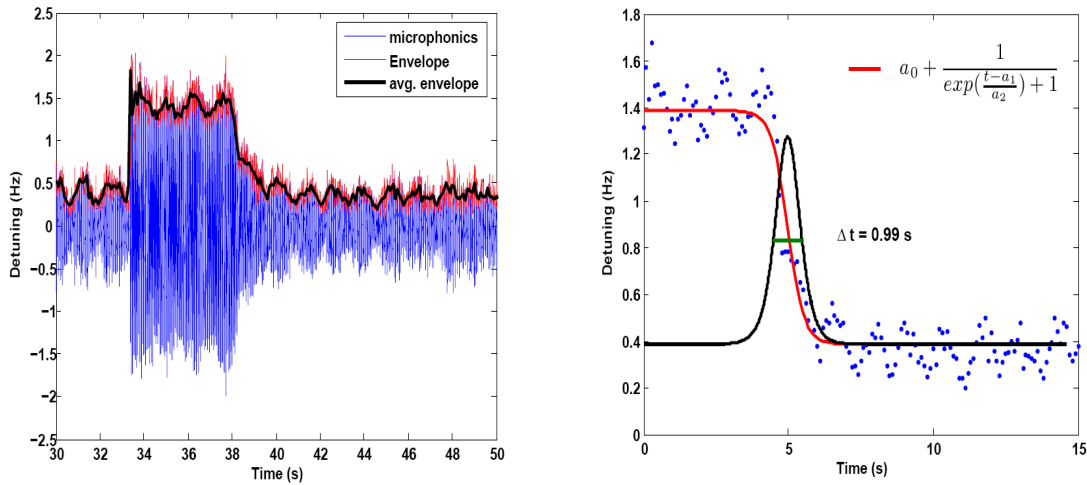 2.5
2
1.5
1
0.5
0
−0.5
−1
−1.5
−2
−2.5
30 32 34 36 38 40 42 44 46 48 50
Detuning (Hz)
Time (s)
microphonics
Envelope
avg. envelope
1.8
1.6
1.4
1.2
1
0.8
0.6
0.4
0.2
0
0 5 10 15
Detuning (Hz)
Time (s)
a₀ + 1 / (exp((t−a₁)/a₂)+1)
Δ t = 0.99 s